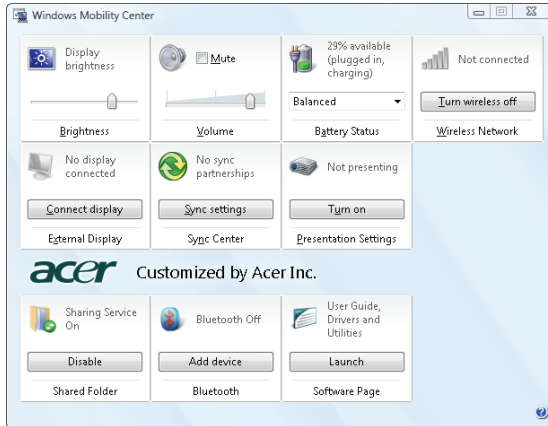 Windows Mobility Center
Display
brightness
Brightness
Mute
Volume
29% available
(plugged in,
charging)
Balanced
Battery Status
Not connected
Turn wireless off
Wireless Network
No display
connected
Connect display
External Display
No sync
partnerships
Sync settings
Sync Center
Not presenting
Turn on
Presentation Settings
acer Customized by Acer Inc.
Sharing Service
On
Disable
Shared Folder
Bluetooth Off
Add device
Bluetooth
User Guide,
Drivers and
Utilities
Launch
Software Page
?